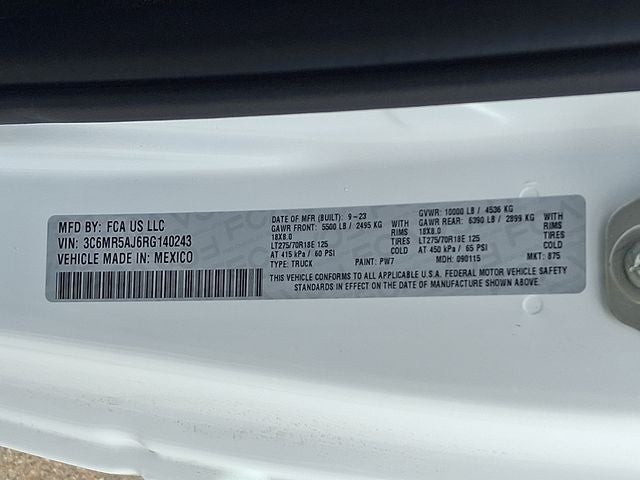 MFD BY: FCA US LLC
VIN: 3C6MR5AJ6RG140243
VEHICLE MADE IN: MEXICO
DATE OF MFR (BUILT): 9-23
GAWR FRONT: 5500 LB / 2495 KG WITH
18X8.0 RIMS
LT275/70R18E 125 TIRES
AT 415 kPa / 60 PSI COLD
TYPE: TRUCK PAINT: PW7
GVWR: 10000 LB / 4536 KG
GAWR REAR: 6390 LB / 2899 KG WITH
18X8.0 RIMS
LT275/70R18E 125 TIRES
AT 450 kPa / 65 PSI COLD
MDH: 090115 MKT: 875
THIS VEHICLE CONFORMS TO ALL APPLICABLE U.S.A. FEDERAL MOTOR VEHICLE SAFETY
STANDARDS IN EFFECT ON THE DATE OF MANUFACTURE SHOWN ABOVE.